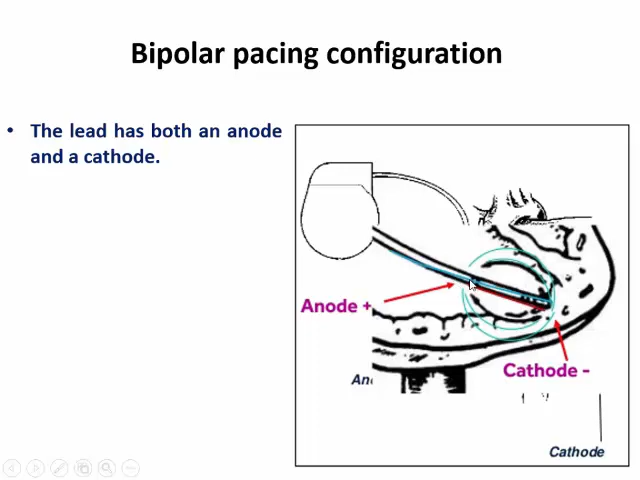 Bipolar pacing configuration
• The lead has both an anode
and a cathode.
Anode +
Cathode -
Cathode